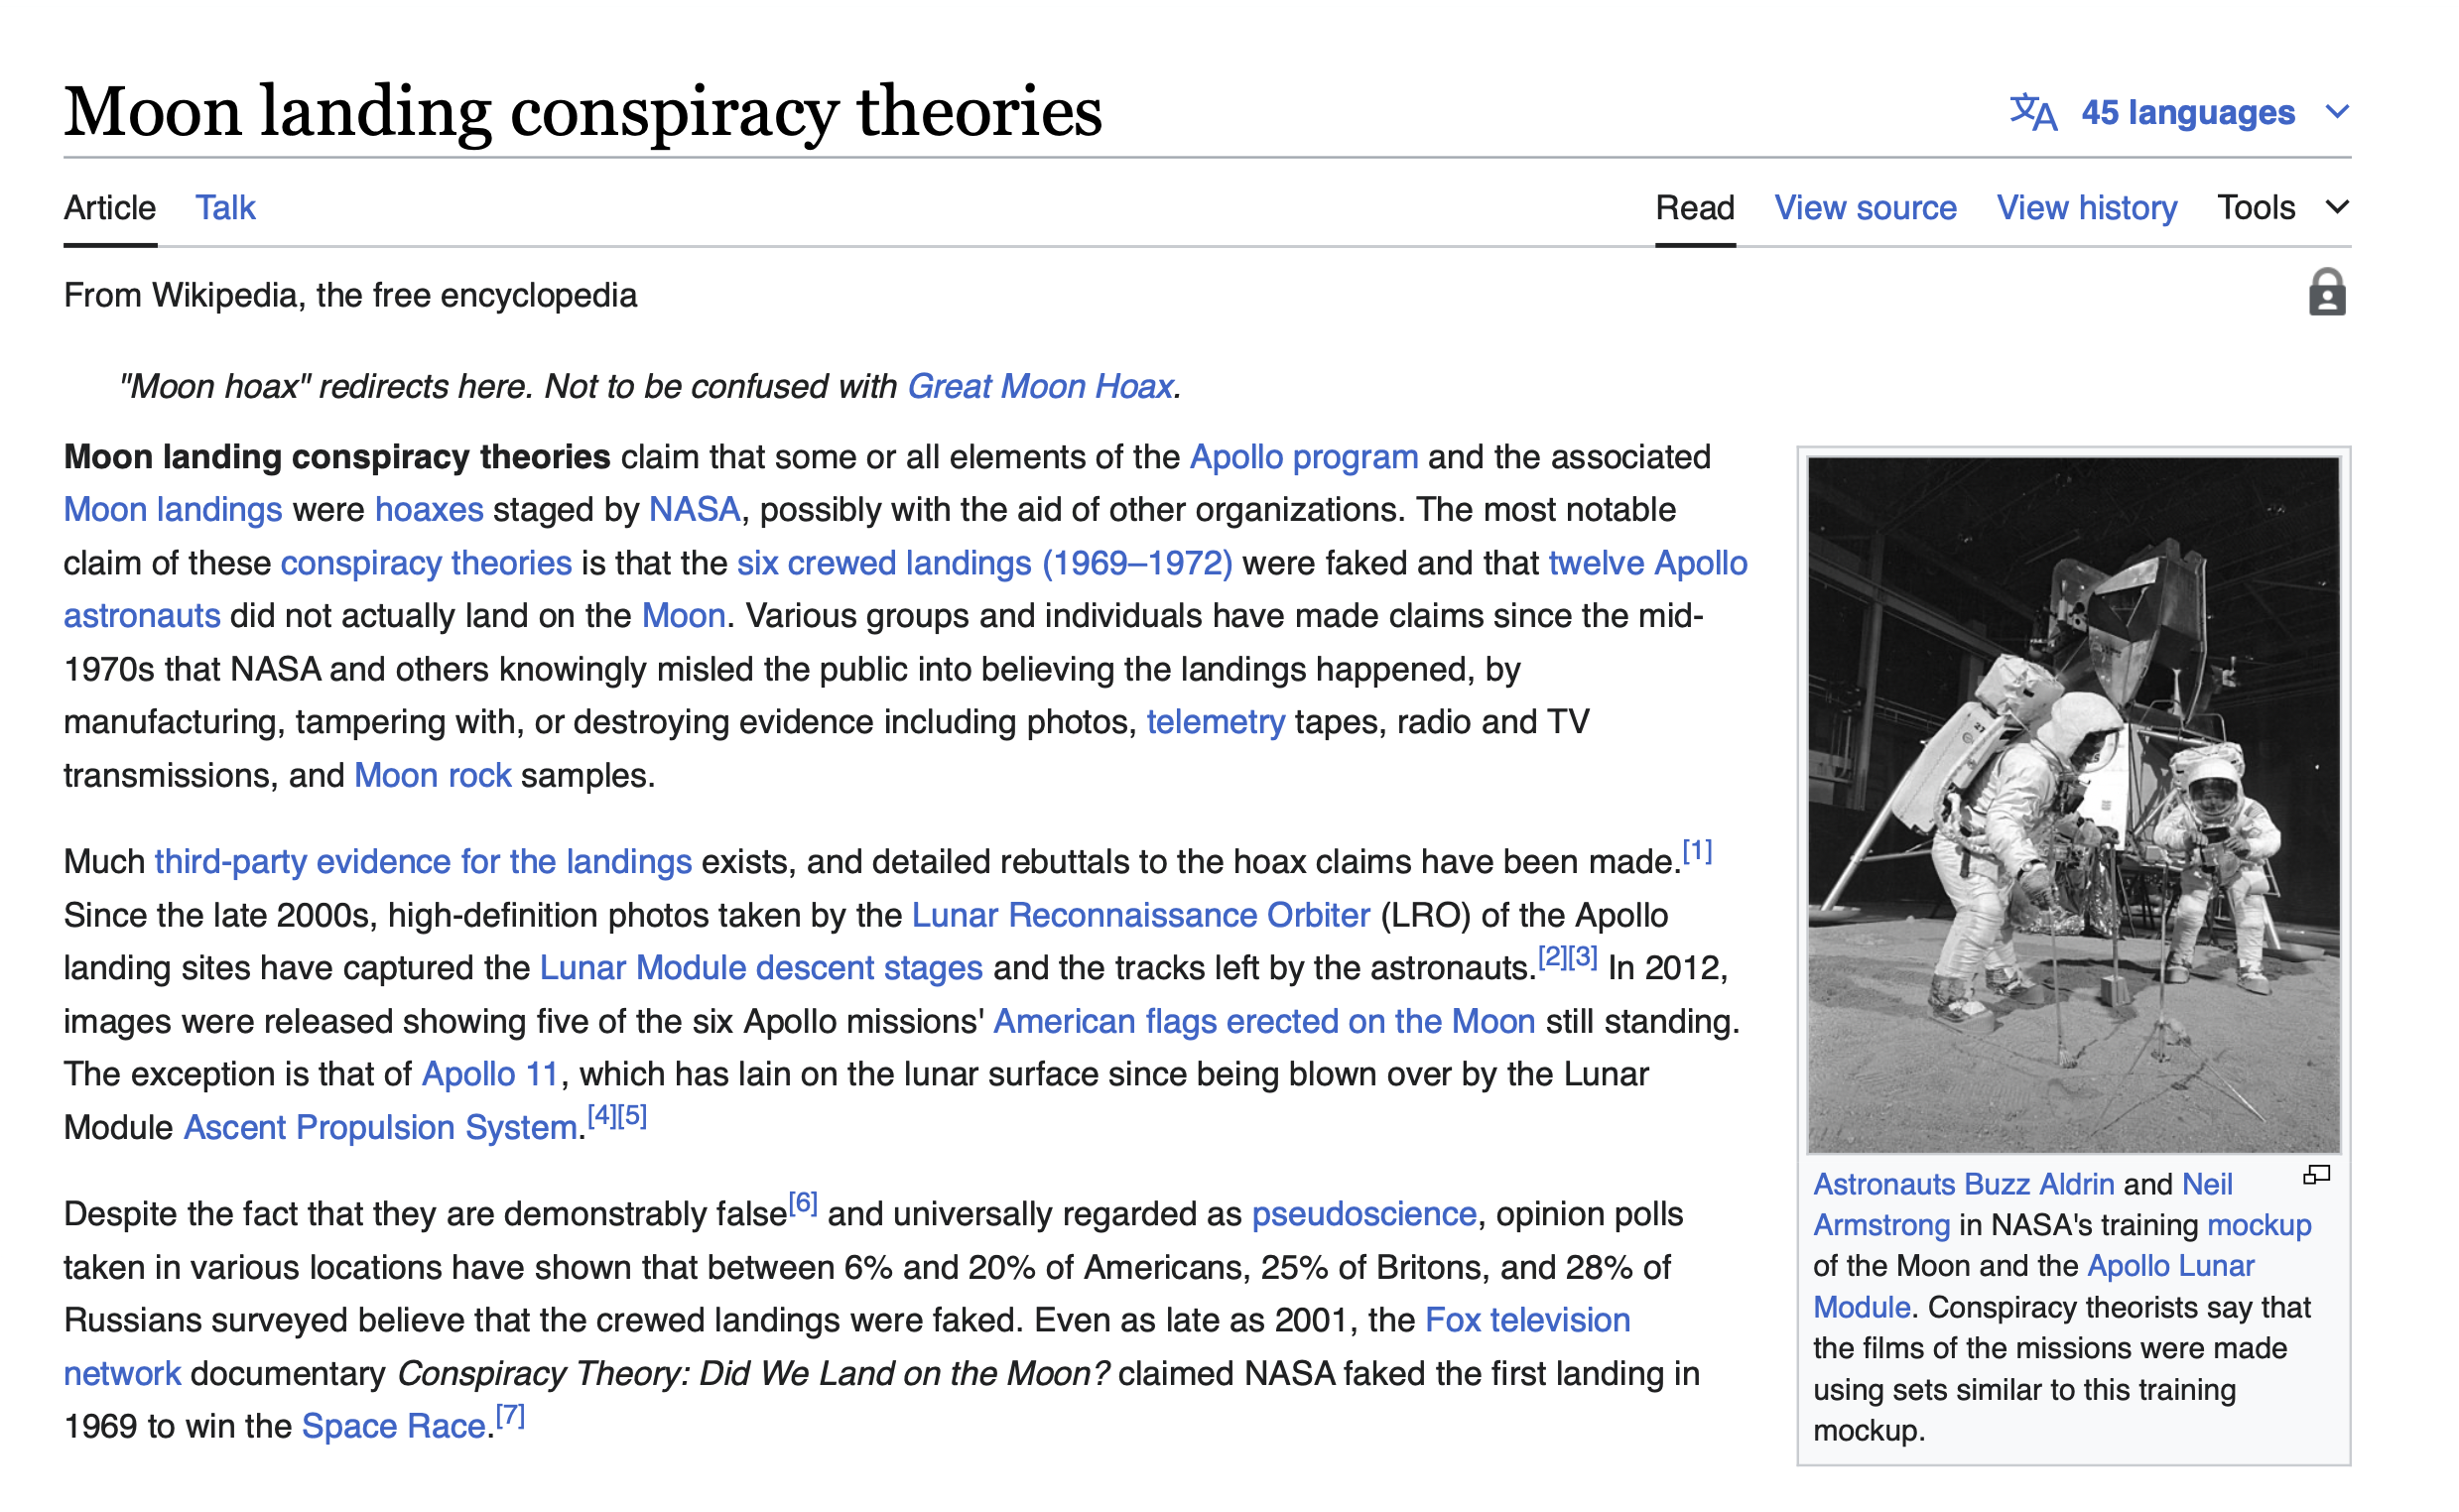 Moon landing conspiracy theories
45 languages
Article Talk
Read View source View history Tools
From Wikipedia, the free encyclopedia
"Moon hoax" redirects here. Not to be confused with Great Moon Hoax.
Moon landing conspiracy theories claim that some or all elements of the Apollo program and the associated
Moon landings were hoaxes staged by NASA, possibly with the aid of other organizations. The most notable
claim of these conspiracy theories is that the six crewed landings (1969–1972) were faked and that twelve Apollo
astronauts did not actually land on the Moon. Various groups and individuals have made claims since the mid-
1970s that NASA and others knowingly misled the public into believing the landings happened, by
manufacturing, tampering with, or destroying evidence including photos, telemetry tapes, radio and TV
transmissions, and Moon rock samples.
Much third-party evidence for the landings exists, and detailed rebuttals to the hoax claims have been made.[1]
Since the late 2000s, high-definition photos taken by the Lunar Reconnaissance Orbiter (LRO) of the Apollo
landing sites have captured the Lunar Module descent stages and the tracks left by the astronauts.[2][3] In 2012,
images were released showing five of the six Apollo missions' American flags erected on the Moon still standing.
The exception is that of Apollo 11, which has lain on the lunar surface since being blown over by the Lunar
Module Ascent Propulsion System.[4][5]
Despite the fact that they are demonstrably false[6] and universally regarded as pseudoscience, opinion polls
taken in various locations have shown that between 6% and 20% of Americans, 25% of Britons, and 28% of
Russians surveyed believe that the crewed landings were faked. Even as late as 2001, the Fox television
network documentary Conspiracy Theory: Did We Land on the Moon? claimed NASA faked the first landing in
1969 to win the Space Race.[7]
Astronauts Buzz Aldrin and Neil
Armstrong in NASA's training mockup
of the Moon and the Apollo Lunar
Module. Conspiracy theorists say that
the films of the missions were made
using sets similar to this training
mockup.